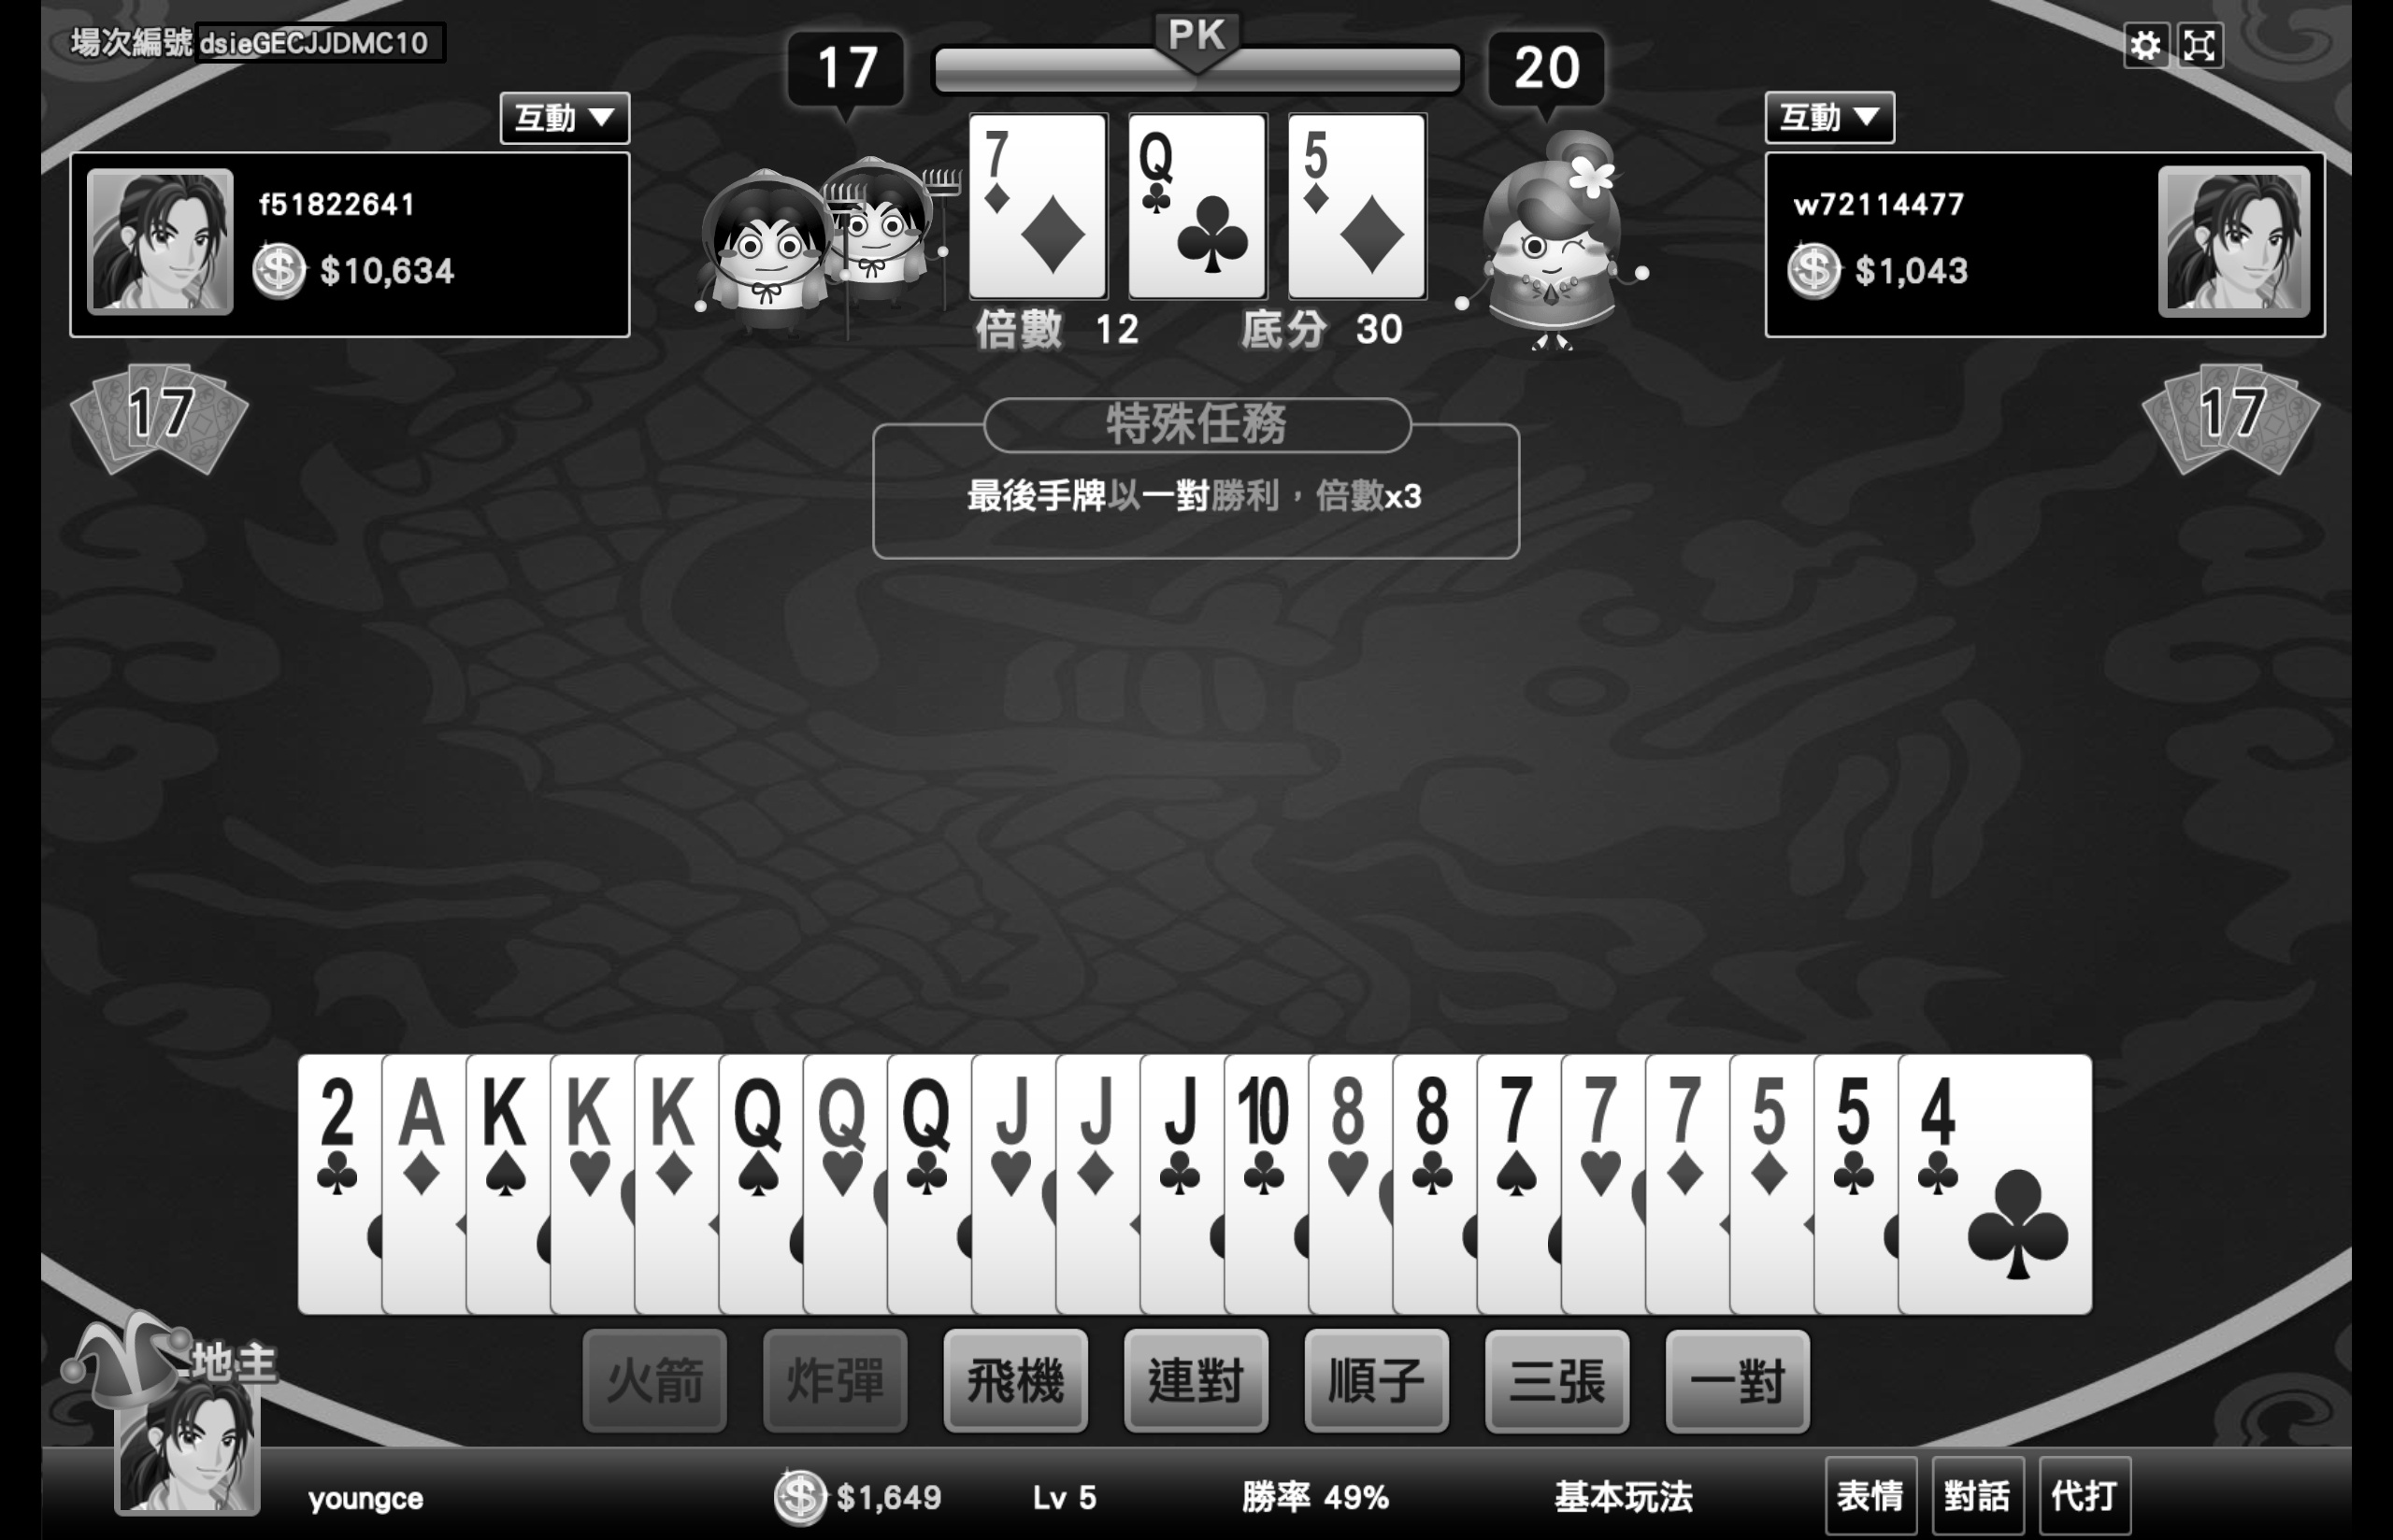 場次編號 dsieGECJJDMC10
17
PK
20
互動
互動
f51822641
$10,634
w72114477
$1,043
7
Q
5
倍數 12 底分 30
17
17
特殊任務
最後手牌以一對勝利，倍數x3
2 A K K K Q Q Q J J J 10 8 8 7 7 7 5 5 4
地主
火箭 炸彈 飛機 連對 順子 三張 一對
youngce $1,649 Lv 5 勝率 49% 基本玩法 表情 對話 代打